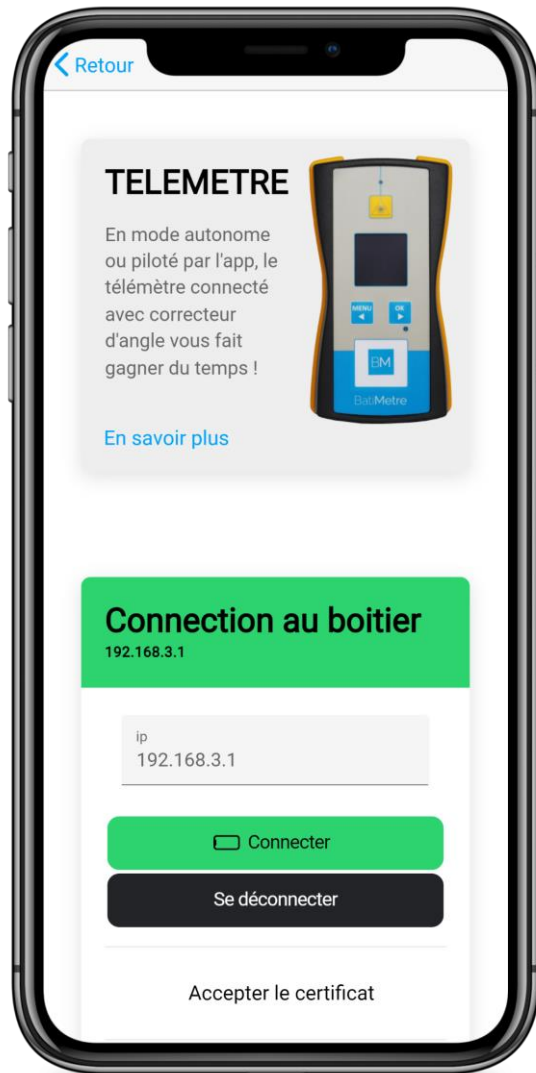 Retour
TELEMETRE
En mode autonome
ou piloté par l'app, le
télémètre connecté
avec correcteur
d'angle vous fait
gagner du temps !
MENU
OK
BM
BatiMetre
En savoir plus
Connection au boitier
192.168.3.1
ip
192.168.3.1
Connecter
Se déconnecter
Accepter le certificat